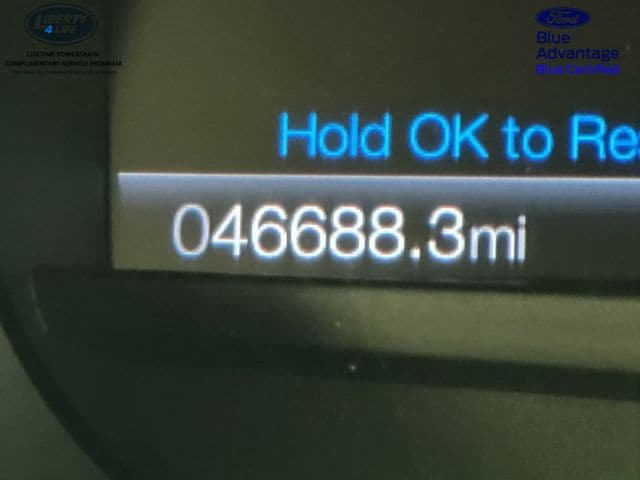 LIBERTY
4 LIFE
LIFETIME POWERTRAIN
COMPLIMENTARY SERVICE PROGRAM
Ford
Blue
Advantage
Blue Certified
Hold OK to Re
046688.3mi